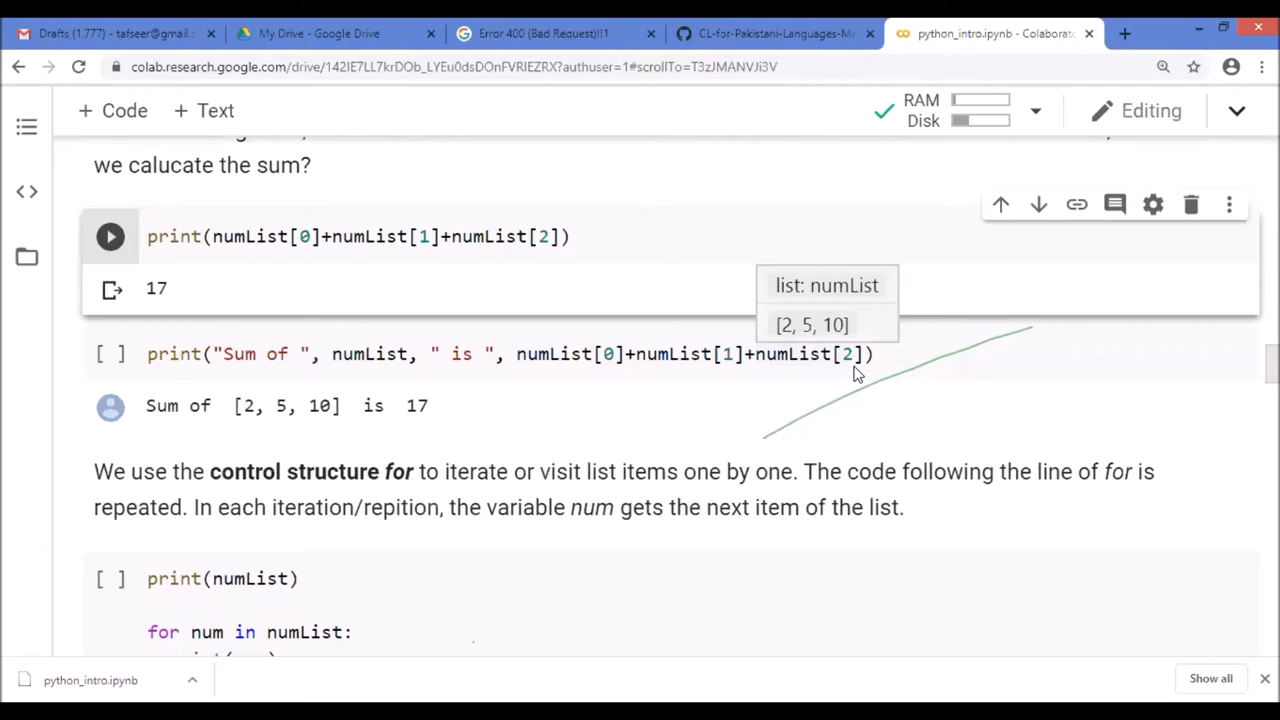 Drafts (1,777) - tafseer@gmail.
My Drive - Google Drive
Error 400 (Bad Request)!!1
CL-for-Pakistani-Languages-Ma
python_intro.ipynb - Colaborato
colab.research.google.com/drive/142IE7LL7krDOb_LYEu0dsDOnFVRIEZRX?authuser=1#scrollTo=T3zJMANVJi3V
+ Code + Text
RAM
Disk
Editing
we calucate the sum?
print(numList[0]+numList[1]+numList[2])
17
list: numList
[2, 5, 10]
[ ] print("Sum of ", numList, " is ", numList[0]+numList[1]+numList[2])
Sum of [2, 5, 10] is 17
We use the control structure for to iterate or visit list items one by one. The code following the line of for is
repeated. In each iteration/repition, the variable num gets the next item of the list.
[ ] print(numList)
for num in numList:
python_intro.ipynb
Show all